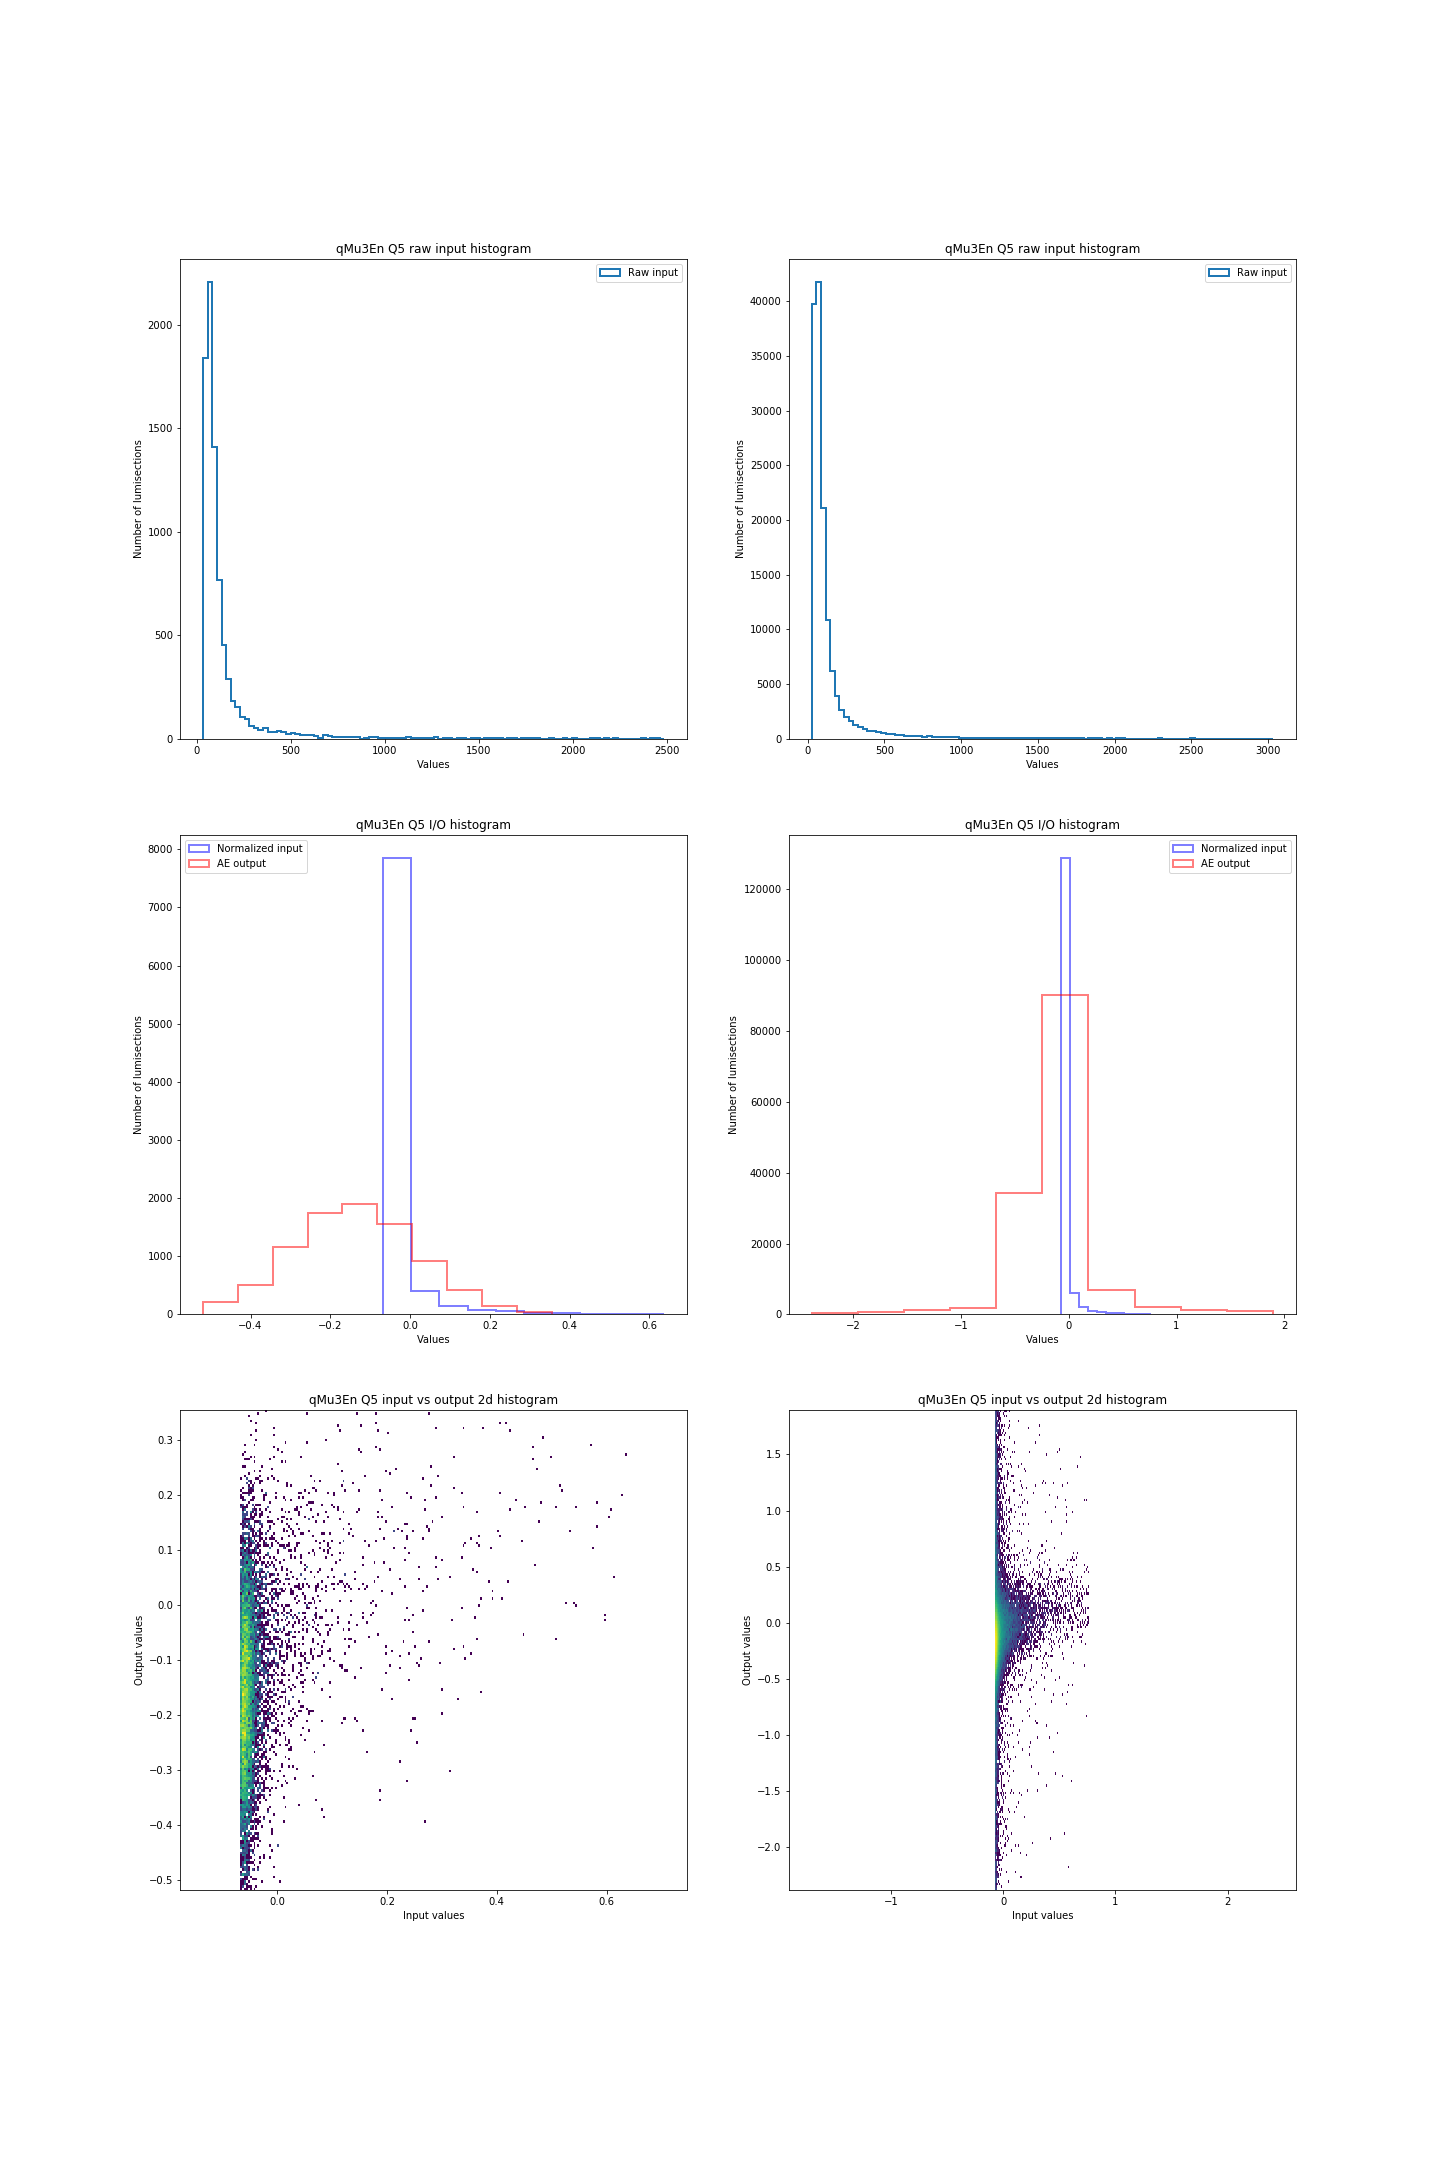 qMu3En Q5 raw input histogram
Raw input
Number of lumisections
2000
1500
1000
500
0
0 500 1000 1500 2000 2500
Values
qMu3En Q5 raw input histogram
Raw input
Number of lumisections
40000
35000
30000
25000
20000
15000
10000
5000
0
0 500 1000 1500 2000 2500 3000
Values
qMu3En Q5 I/O histogram
Normalized input
AE output
Number of lumisections
8000
7000
6000
5000
4000
3000
2000
1000
0
−0.4 −0.2 0.0 0.2 0.4 0.6
Values
qMu3En Q5 I/O histogram
Normalized input
AE output
Number of lumisections
120000
100000
80000
60000
40000
20000
0
−2 −1 0 1 2
Values
qMu3En Q5 input vs output 2d histogram
Output values
0.3
0.2
0.1
0.0
−0.1
−0.2
−0.3
−0.4
−0.5
0.0 0.2 0.4 0.6
Input values
qMu3En Q5 input vs output 2d histogram
Output values
1.5
1.0
0.5
0.0
−0.5
−1.0
−1.5
−2.0
−1 0 1 2
Input values